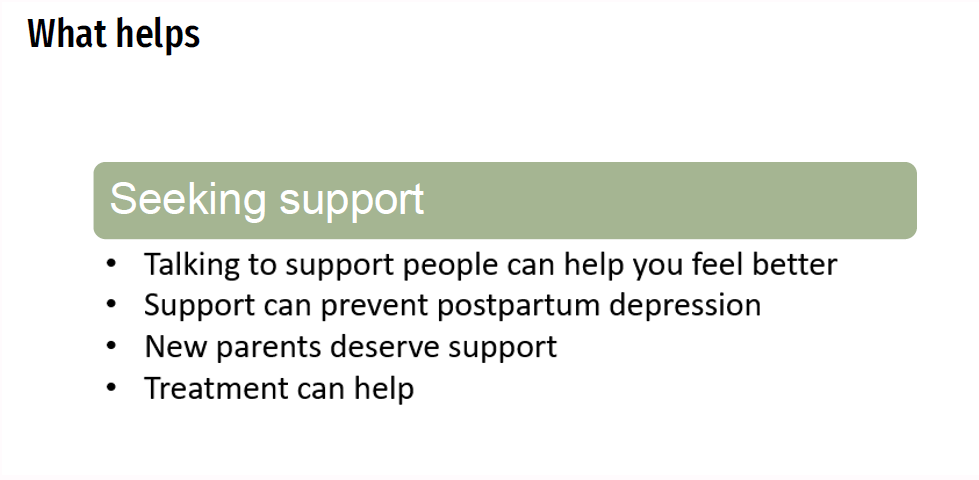 What helps
Seeking support
• Talking to support people can help you feel better
• Support can prevent postpartum depression
• New parents deserve support
• Treatment can help